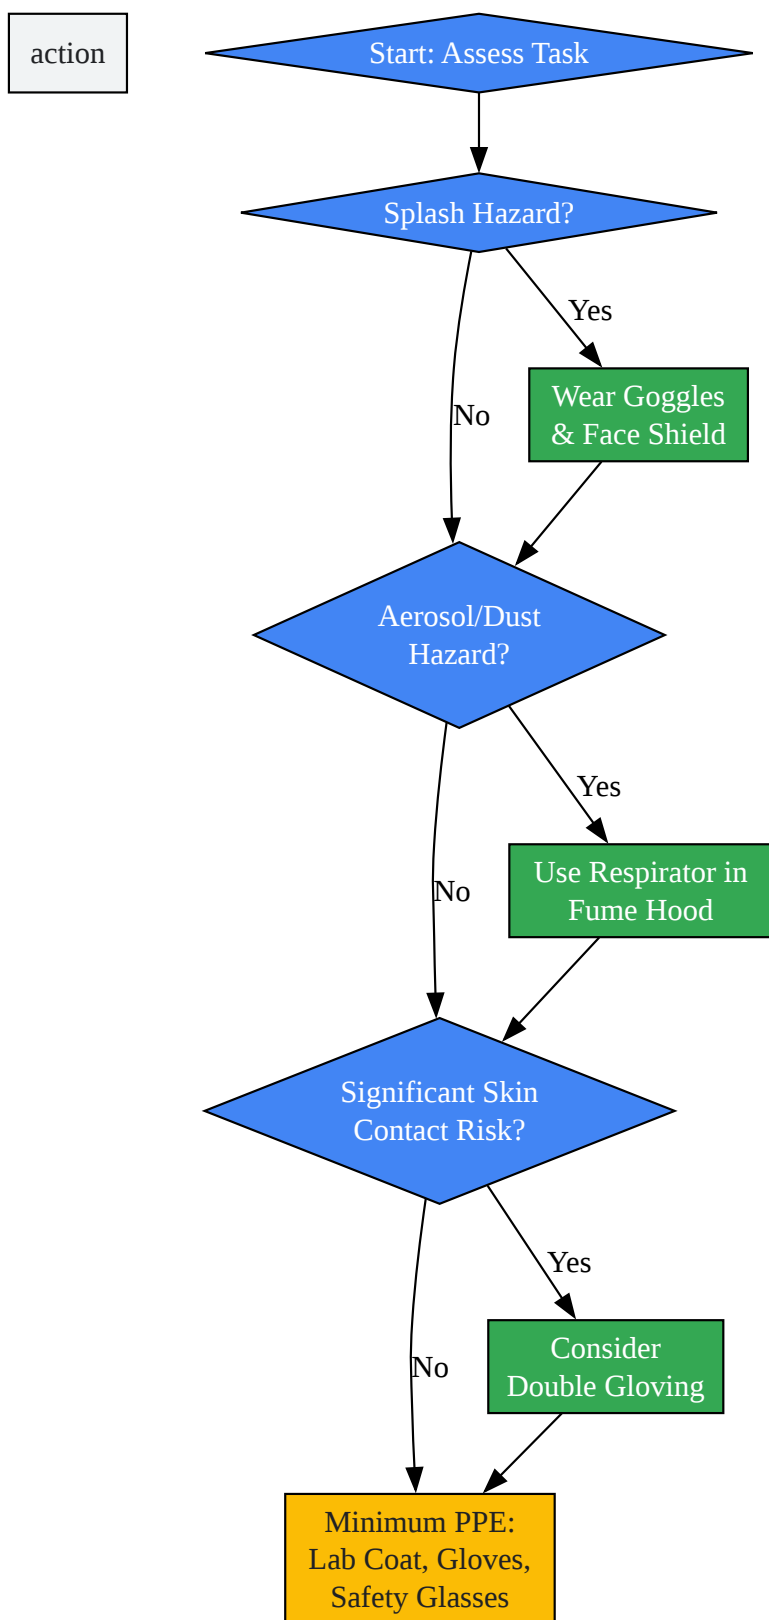 action
Start: Assess Task
Splash Hazard?
Yes
Wear Goggles
& Face Shield
No
Aerosol/Dust
Hazard?
Yes
Use Respirator in
Fume Hood
No
Significant Skin
Contact Risk?
Yes
Consider
Double Gloving
No
Minimum PPE:
Lab Coat, Gloves,
Safety Glasses